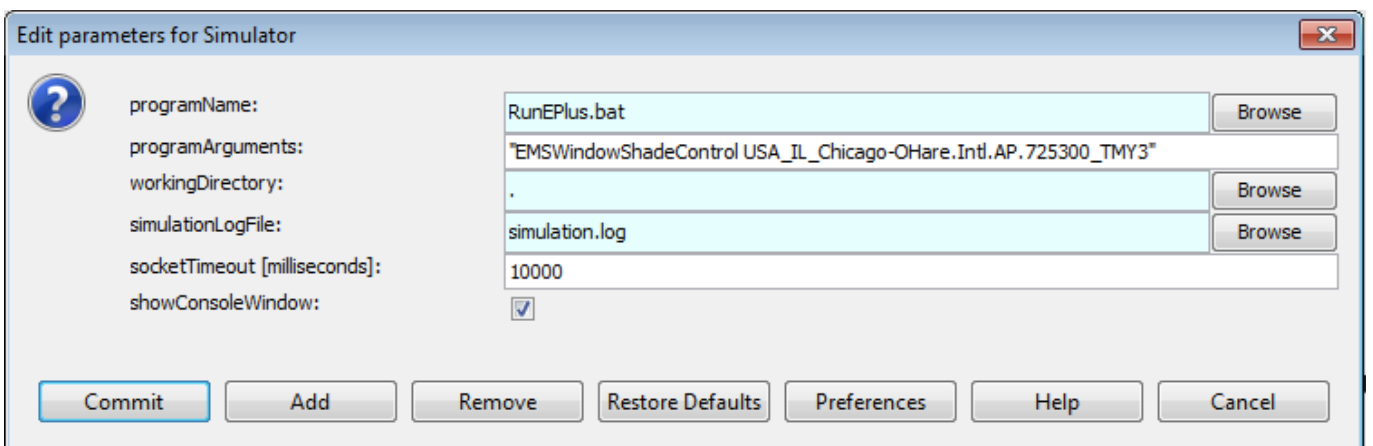 Edit parameters for Simulator
programName: RunEPlus.bat Browse
programArguments: "EMSWindowShadeControl USA_IL_Chicago-OHare.Intl.AP.725300_TMY3"
workingDirectory: . Browse
simulationLogFile: simulation.log Browse
socketTimeout [milliseconds]: 10000
showConsoleWindow:
Commit Add Remove Restore Defaults Preferences Help Cancel